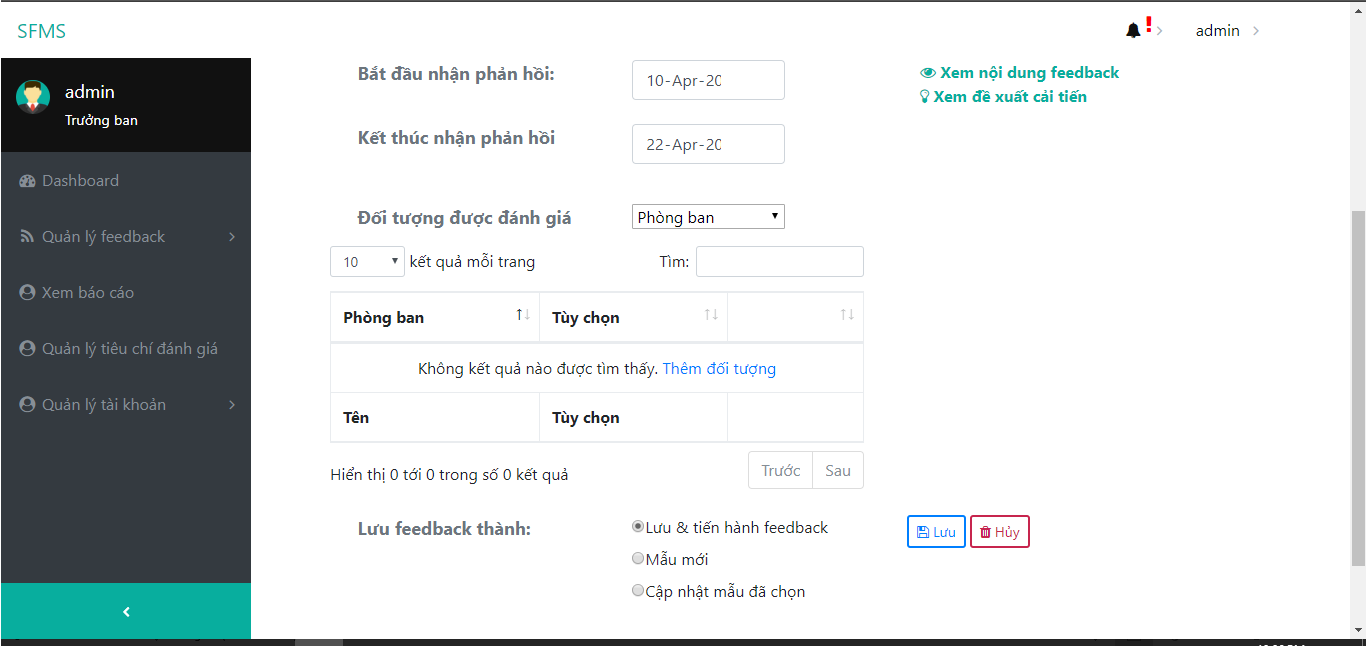 SFMS
admin
admin
Trưởng ban
Dashboard
Quản lý feedback
Xem báo cáo
Quản lý tiêu chí đánh giá
Quản lý tài khoản
Bắt đầu nhận phản hồi:
10-Apr-20
Xem nội dung feedback
Xem đề xuất cải tiến
Kết thúc nhận phản hồi
22-Apr-20
Đối tượng được đánh giá
Phòng ban
10 kết quả mỗi trang
Tìm:
Phòng ban Tùy chọn
Không kết quả nào được tìm thấy. Thêm đối tượng
Tên Tùy chọn
Hiển thị 0 tới 0 trong số 0 kết quả
Trước Sau
Lưu feedback thành:
Lưu & tiến hành feedback
Lưu Hủy
Mẫu mới
Cập nhật mẫu đã chọn